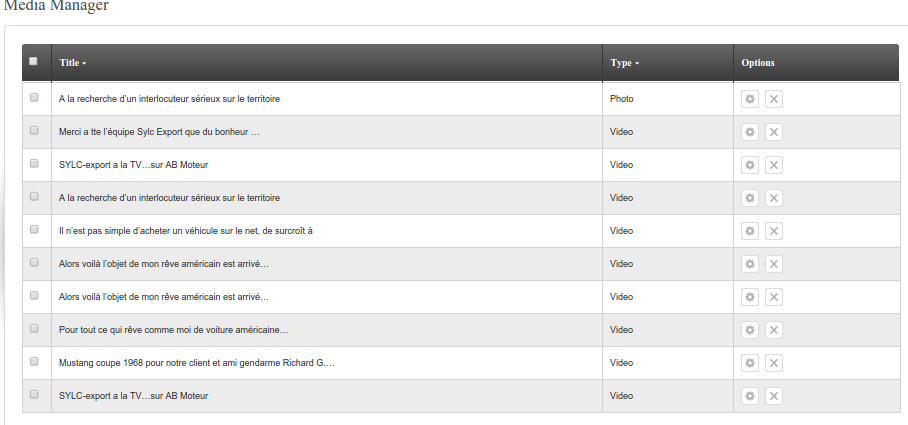 Media Manager
Title Type Options
A la recherche d'un interlocuteur sérieux sur le territoire Photo
Merci a tte l'équipe Sylc Export que du bonheur … Video
SYLC-export a la TV…sur AB Moteur Video
A la recherche d'un interlocuteur sérieux sur le territoire Video
Il n'est pas simple d'acheter un véhicule sur le net, de surcroît à Video
Alors voilà l'objet de mon rêve américain est arrivé… Video
Alors voilà l'objet de mon rêve américain est arrivé… Video
Pour tout ce qui rêve comme moi de voiture américaine… Video
Mustang coupe 1968 pour notre client et ami gendarme Richard G.… Video
SYLC-export a la TV…sur AB Moteur Video